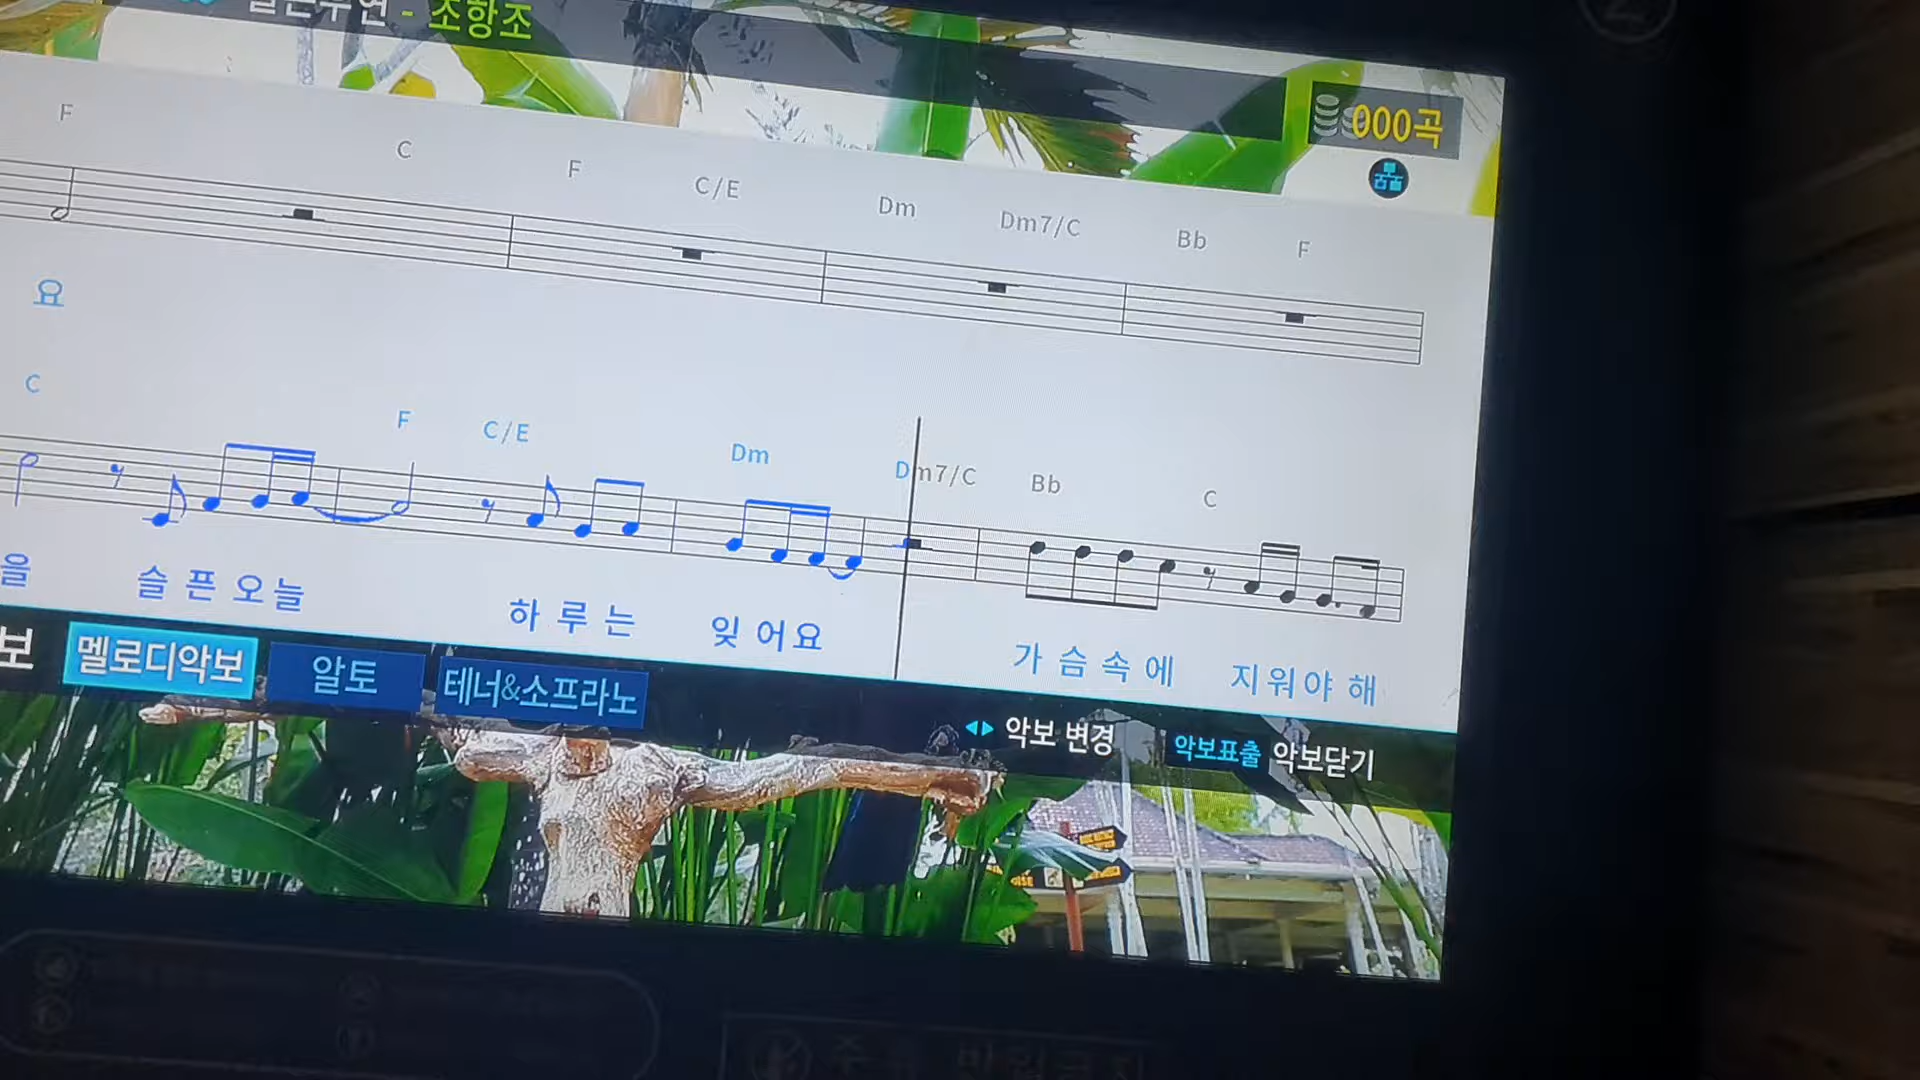 - 조항조
000곡
F C F C/E Dm Dm7/C Bb F
요
C F C/E Dm Dm7/C Bb C
을 슬픈오늘 하루는 잊어요 가슴속에 지워야해
보 멜로디악보 알토 테너&소프라노
악보 변경 악보표출 악보닫기